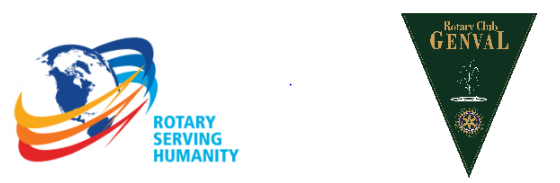 ROTARY
SERVING
HUMANITY
Rotary Club
GENVAL